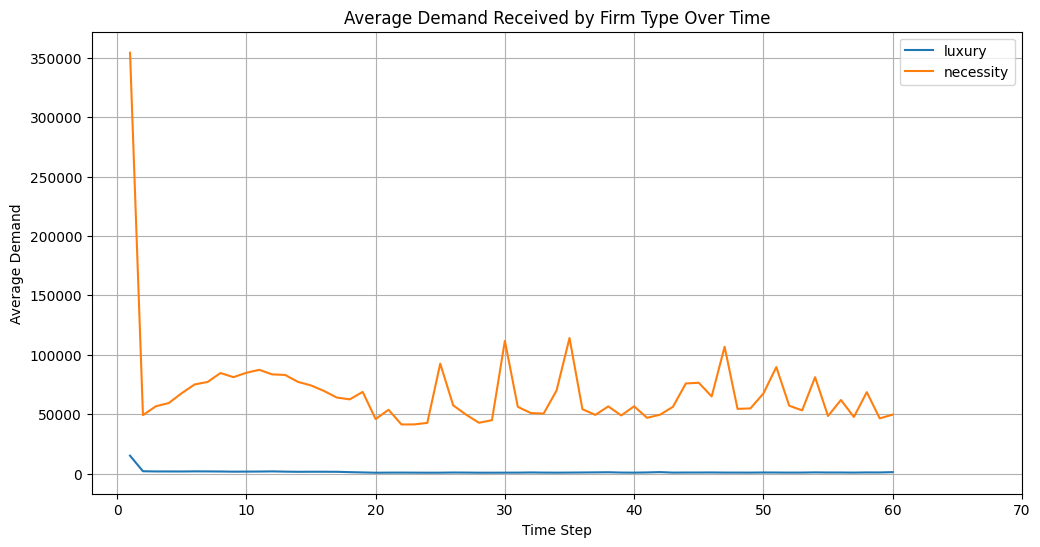 Average Demand Received by Firm Type Over Time
luxury
necessity
Average Demand
350000
300000
250000
200000
150000
100000
50000
0
0 10 20 30 40 50 60 70
Time Step